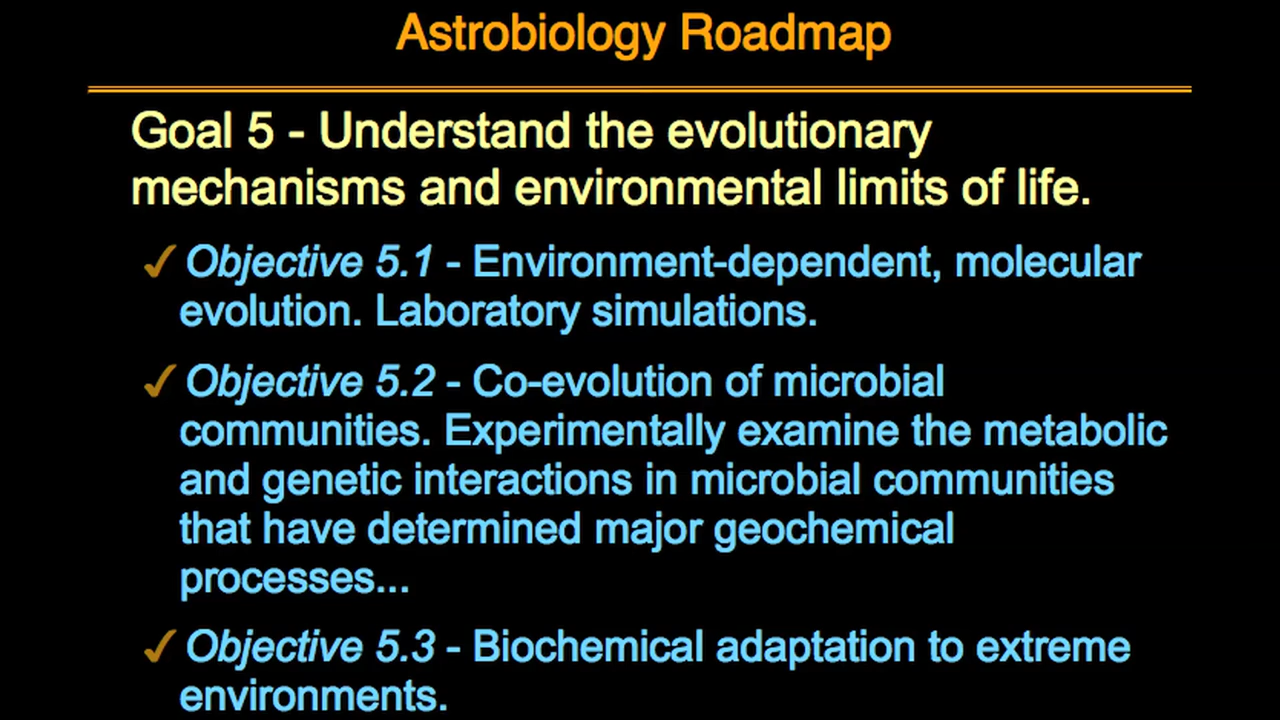 Astrobiology Roadmap
Goal 5 - Understand the evolutionary
mechanisms and environmental limits of life.
✓ Objective 5.1 - Environment-dependent, molecular
evolution. Laboratory simulations.
✓ Objective 5.2 - Co-evolution of microbial
communities. Experimentally examine the metabolic
and genetic interactions in microbial communities
that have determined major geochemical
processes...
✓ Objective 5.3 - Biochemical adaptation to extreme
environments.